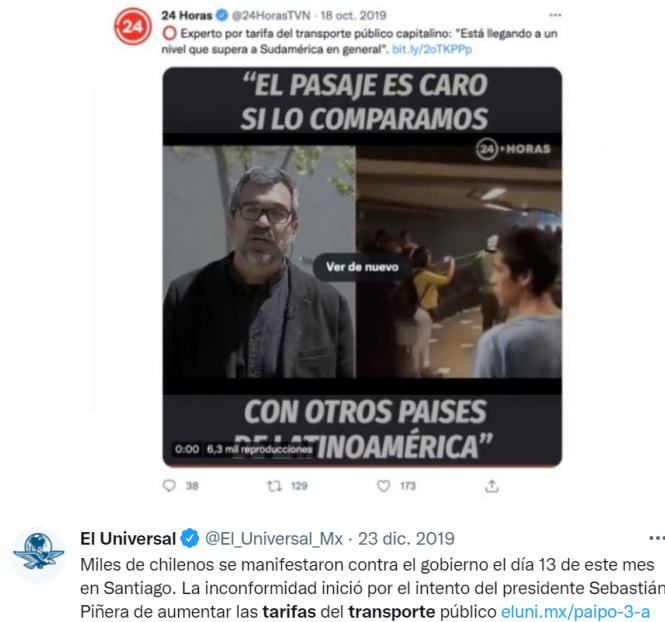 24 Horas @24HorasTVN · 18 oct. 2019
24
Experto por tarifa del transporte público capitalino: "Está llegando a un
nivel que supera a Sudamérica en general". bit.ly/2oTKPPp
“EL PASAJE ES CARO
SI LO COMPARAMOS
24 HORAS
Ver de nuevo
CON OTROS PAISES
DE LATINOAMÉRICA”
0:00 6,3 mil reproducciones
38 129 173
El Universal @El_Universal_Mx · 23 dic. 2019
Miles de chilenos se manifestaron contra el gobierno el día 13 de este mes
en Santiago. La inconformidad inició por el intento del presidente Sebastián
Piñera de aumentar las tarifas del transporte público eluni.mx/paipo-3-a